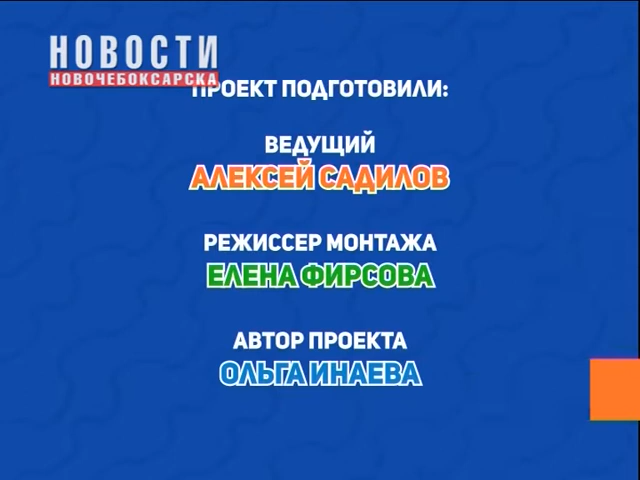 НОВОСТИ
НОВОЧЕБОКСАРСКА
ПРОЕКТ ПОДГОТОВИЛИ:
ВЕДУЩИЙ
АЛЕКСЕЙ САДИЛОВ
РЕЖИССЕР МОНТАЖА
ЕЛЕНА ФИРСОВА
АВТОР ПРОЕКТА
ОЛЬГА ИНАЕВА